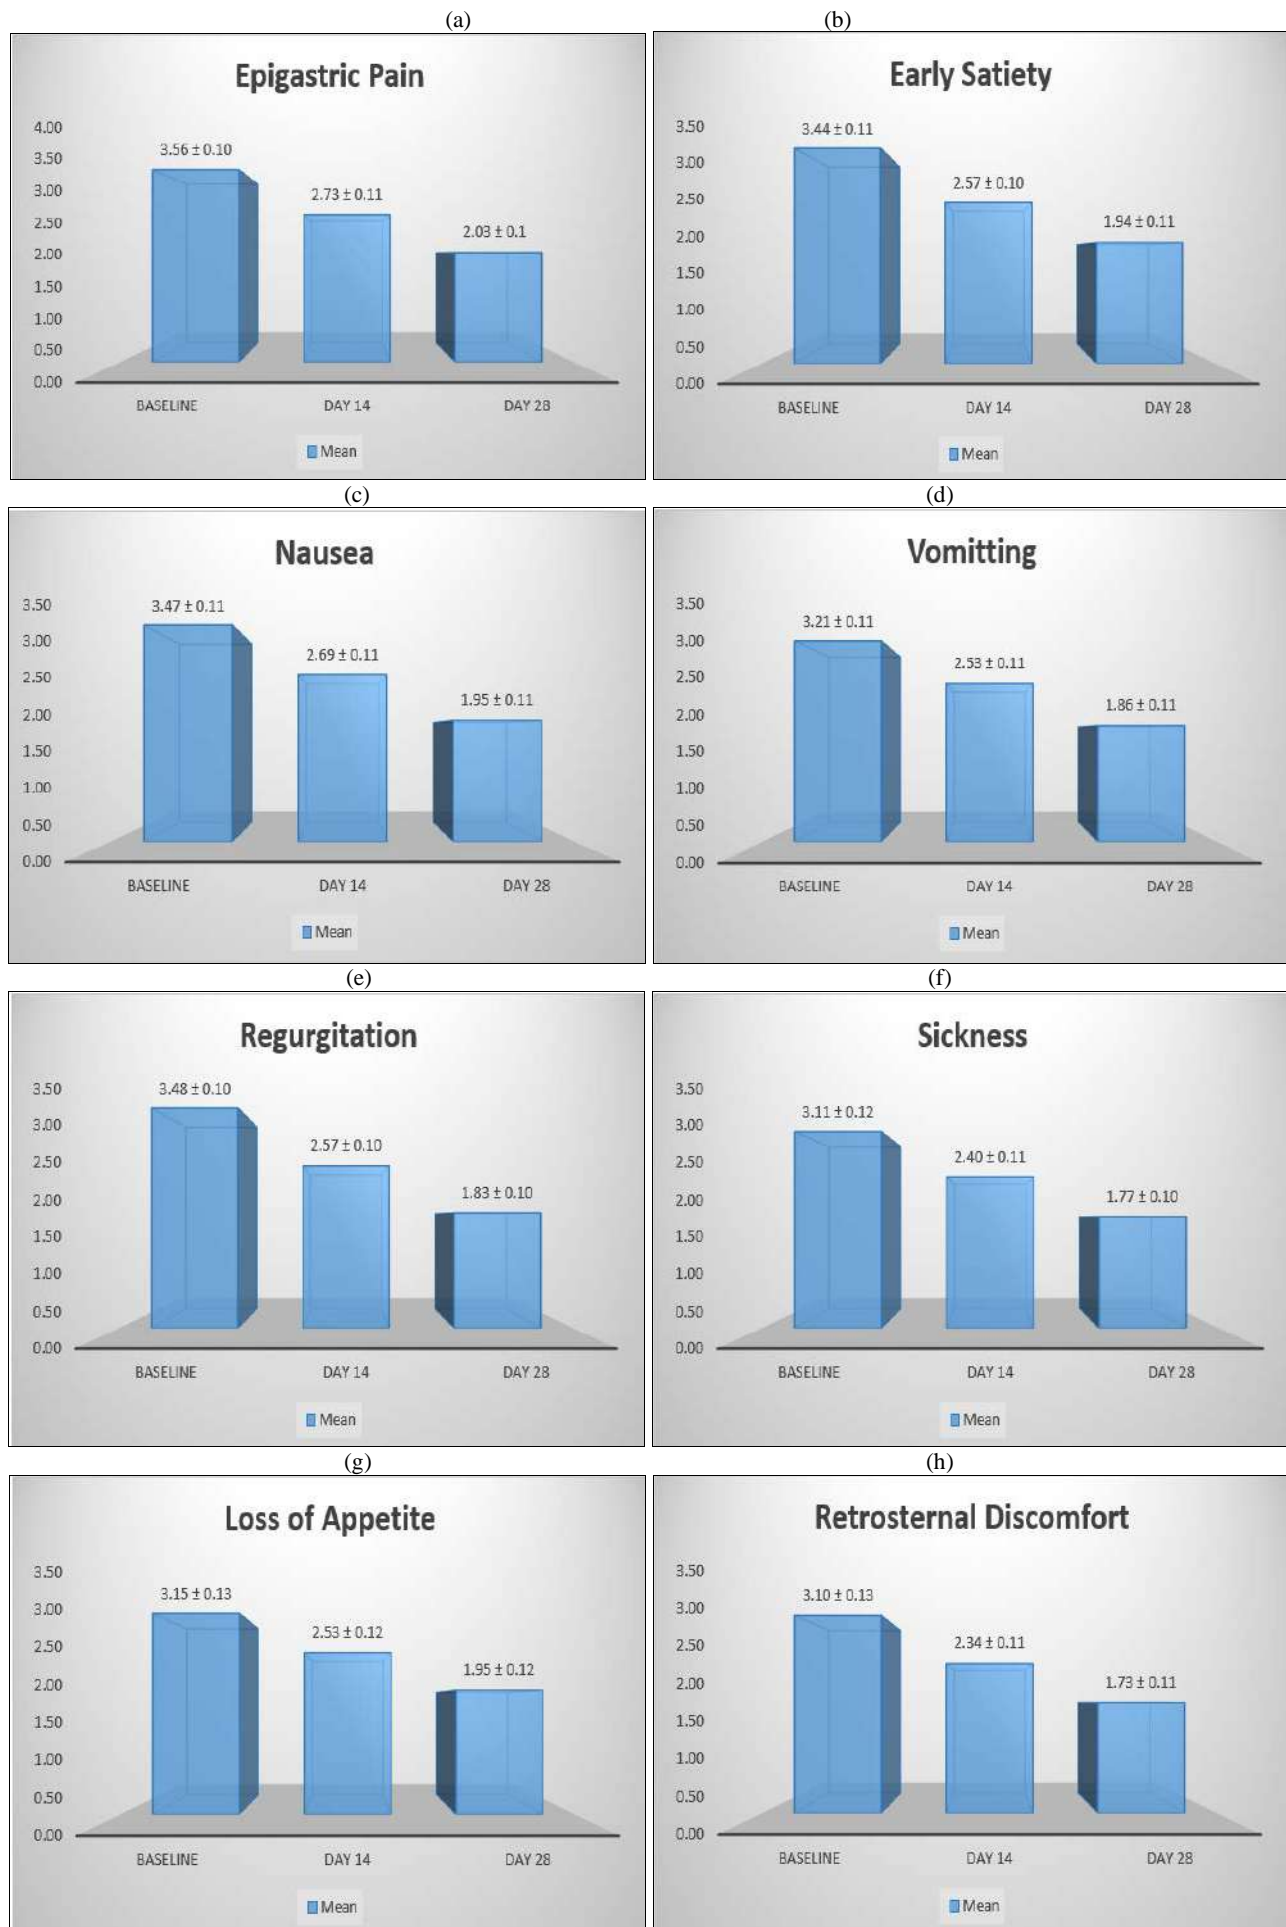 (a)
Epigastric Pain
4.00
3.50
3.00
2.50
2.00
1.50
1.00
0.50
0.00
3.56 ± 0.10
2.73 ± 0.11
2.03 ± 0.1
BASELINE DAY 14 DAY 28
Mean
(b)
Early Satiety
3.50
3.00
2.50
2.00
1.50
1.00
0.50
0.00
3.44 ± 0.11
2.57 ± 0.10
1.94 ± 0.11
BASELINE DAY 14 DAY 28
Mean
(c)
Nausea
3.50
3.00
2.50
2.00
1.50
1.00
0.50
0.00
3.47 ± 0.11
2.69 ± 0.11
1.95 ± 0.11
BASELINE DAY 14 DAY 28
Mean
(d)
Vomitting
3.50
3.00
2.50
2.00
1.50
1.00
0.50
0.00
3.21 ± 0.11
2.53 ± 0.11
1.86 ± 0.11
BASELINE DAY 14 DAY 28
Mean
(e)
Regurgitation
3.50
3.00
2.50
2.00
1.50
1.00
0.50
0.00
3.48 ± 0.10
2.57 ± 0.10
1.83 ± 0.10
BASELINE DAY 14 DAY 28
Mean
(f)
Sickness
3.50
3.00
2.50
2.00
1.50
1.00
0.50
0.00
3.11 ± 0.12
2.40 ± 0.11
1.77 ± 0.10
BASELINE DAY 14 DAY 28
Mean
(g)
Loss of Appetite
3.50
3.00
2.50
2.00
1.50
1.00
0.50
0.00
3.15 ± 0.13
2.53 ± 0.12
1.95 ± 0.12
BASELINE DAY 14 DAY 28
Mean
(h)
Retrosternal Discomfort
3.50
3.00
2.50
2.00
1.50
1.00
0.50
0.00
3.10 ± 0.13
2.34 ± 0.11
1.73 ± 0.11
BASELINE DAY 14 DAY 28
Mean